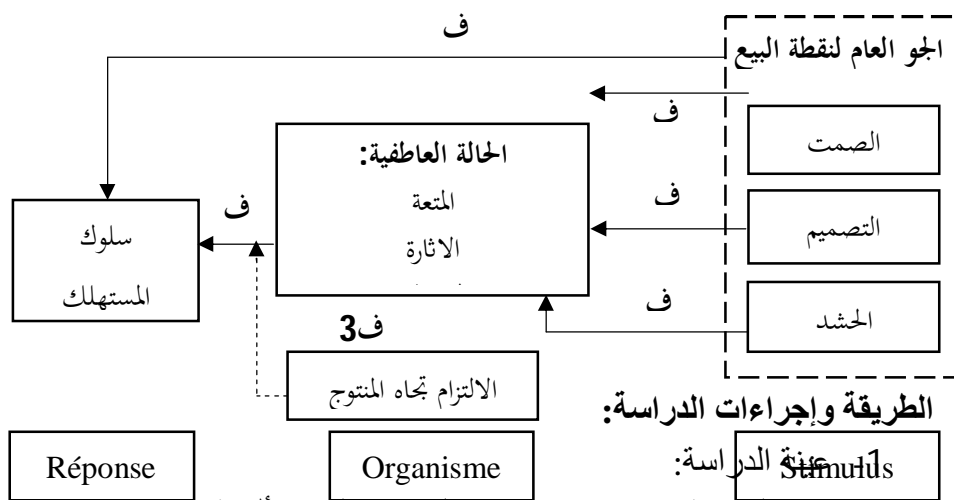 ف
الجو العام لنقطة البيع
ف
الصمت
الحالة العاطفية:
المتعة
الاثارة
ف
التصميم
ف
سلوك
المستهلك
ف
الحشد
ف3
الالتزام تجاه المنتوج
الطريقة وإجراءات الدراسة:
1- عينة الدراسة:
Stimulus
Organisme
Réponse